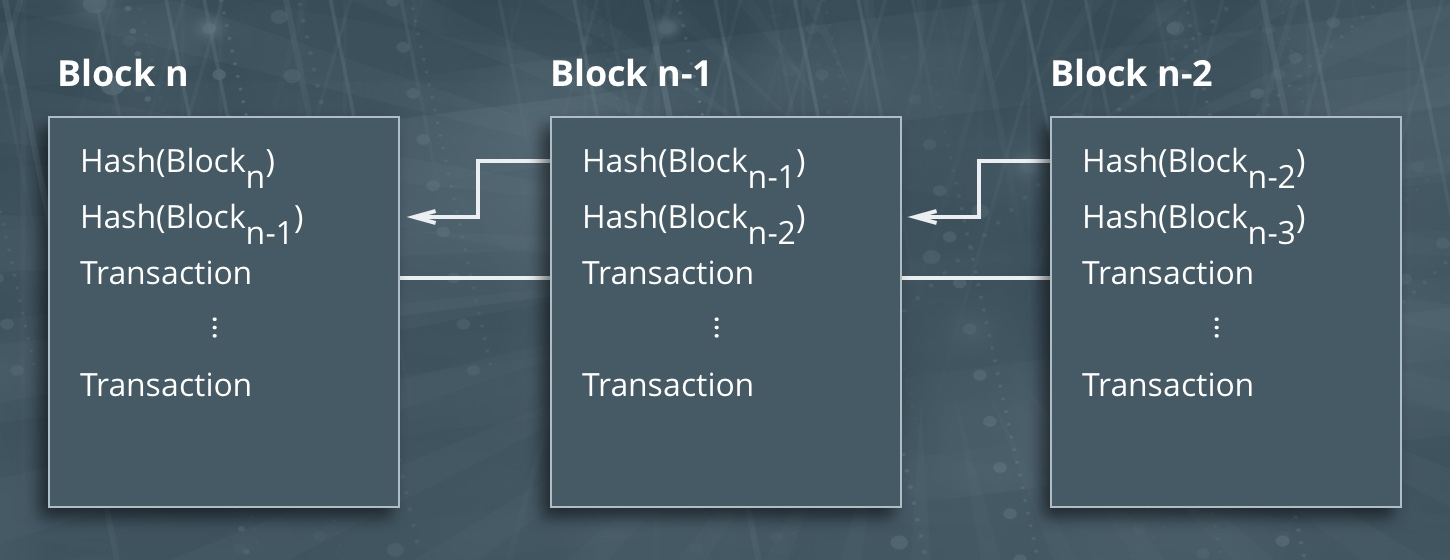 Block n
Hash(Blockn)
Hash(Blockn-1)
Transaction
⋮
Transaction
Block n-1
Hash(Blockn-1)
Hash(Blockn-2)
Transaction
⋮
Transaction
Block n-2
Hash(Blockn-2)
Hash(Blockn-3)
Transaction
⋮
Transaction